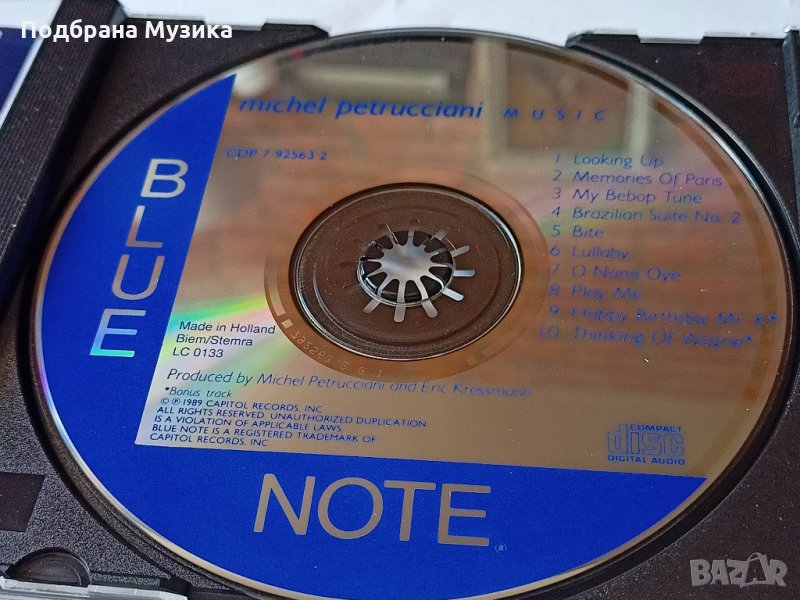 Подбрана Музика
michel petrucciani MUSIC
CDP 7 92563 2
BLUE
1 Looking Up
2 Memories Of Paris
3 My Bebop Tune
4 Brazilian Suite No. 2
5 Bite
6 Lullaby
7 O Nana Oye
8 Play Me
9 Happy Birthday Mr. K*
10 Thinking Of Wayne*
Made in Holland
Biem/Stemra
LC 0133
Produced by Michel Petrucciani and Eric Kressmann
*Bonus track
©℗1989 CAPITOL RECORDS, INC.
ALL RIGHTS RESERVED. UNAUTHORIZED DUPLICATION
IS A VIOLATION OF APPLICABLE LAWS.
BLUE NOTE IS A REGISTERED TRADEMARK OF
CAPITOL RECORDS, INC
COMPACT
disc
DIGITAL AUDIO
NOTE®
BAZAR